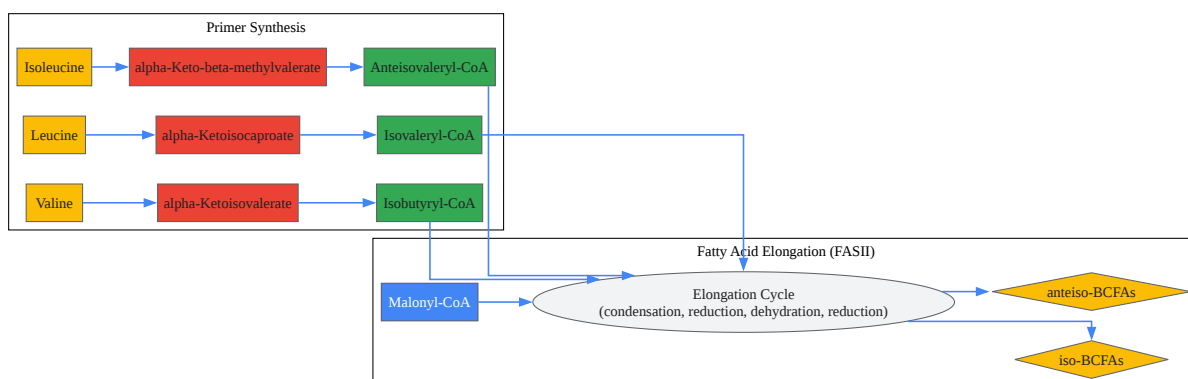 Primer Synthesis
Isoleucine
alpha-Keto-beta-methylvalerate
Anteisovaleryl-CoA
Leucine
alpha-Ketoisocaproate
Isovaleryl-CoA
Valine
alpha-Ketoisovalerate
Isobutyryl-CoA
Fatty Acid Elongation (FASII)
Malonyl-CoA
Elongation Cycle
(condensation, reduction, dehydration, reduction)
anteiso-BCFAs
iso-BCFAs